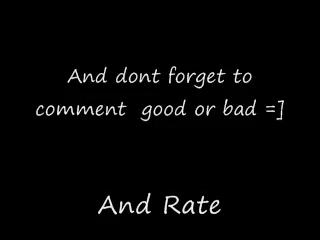 And dont forget to
comment good or bad =]
And Rate